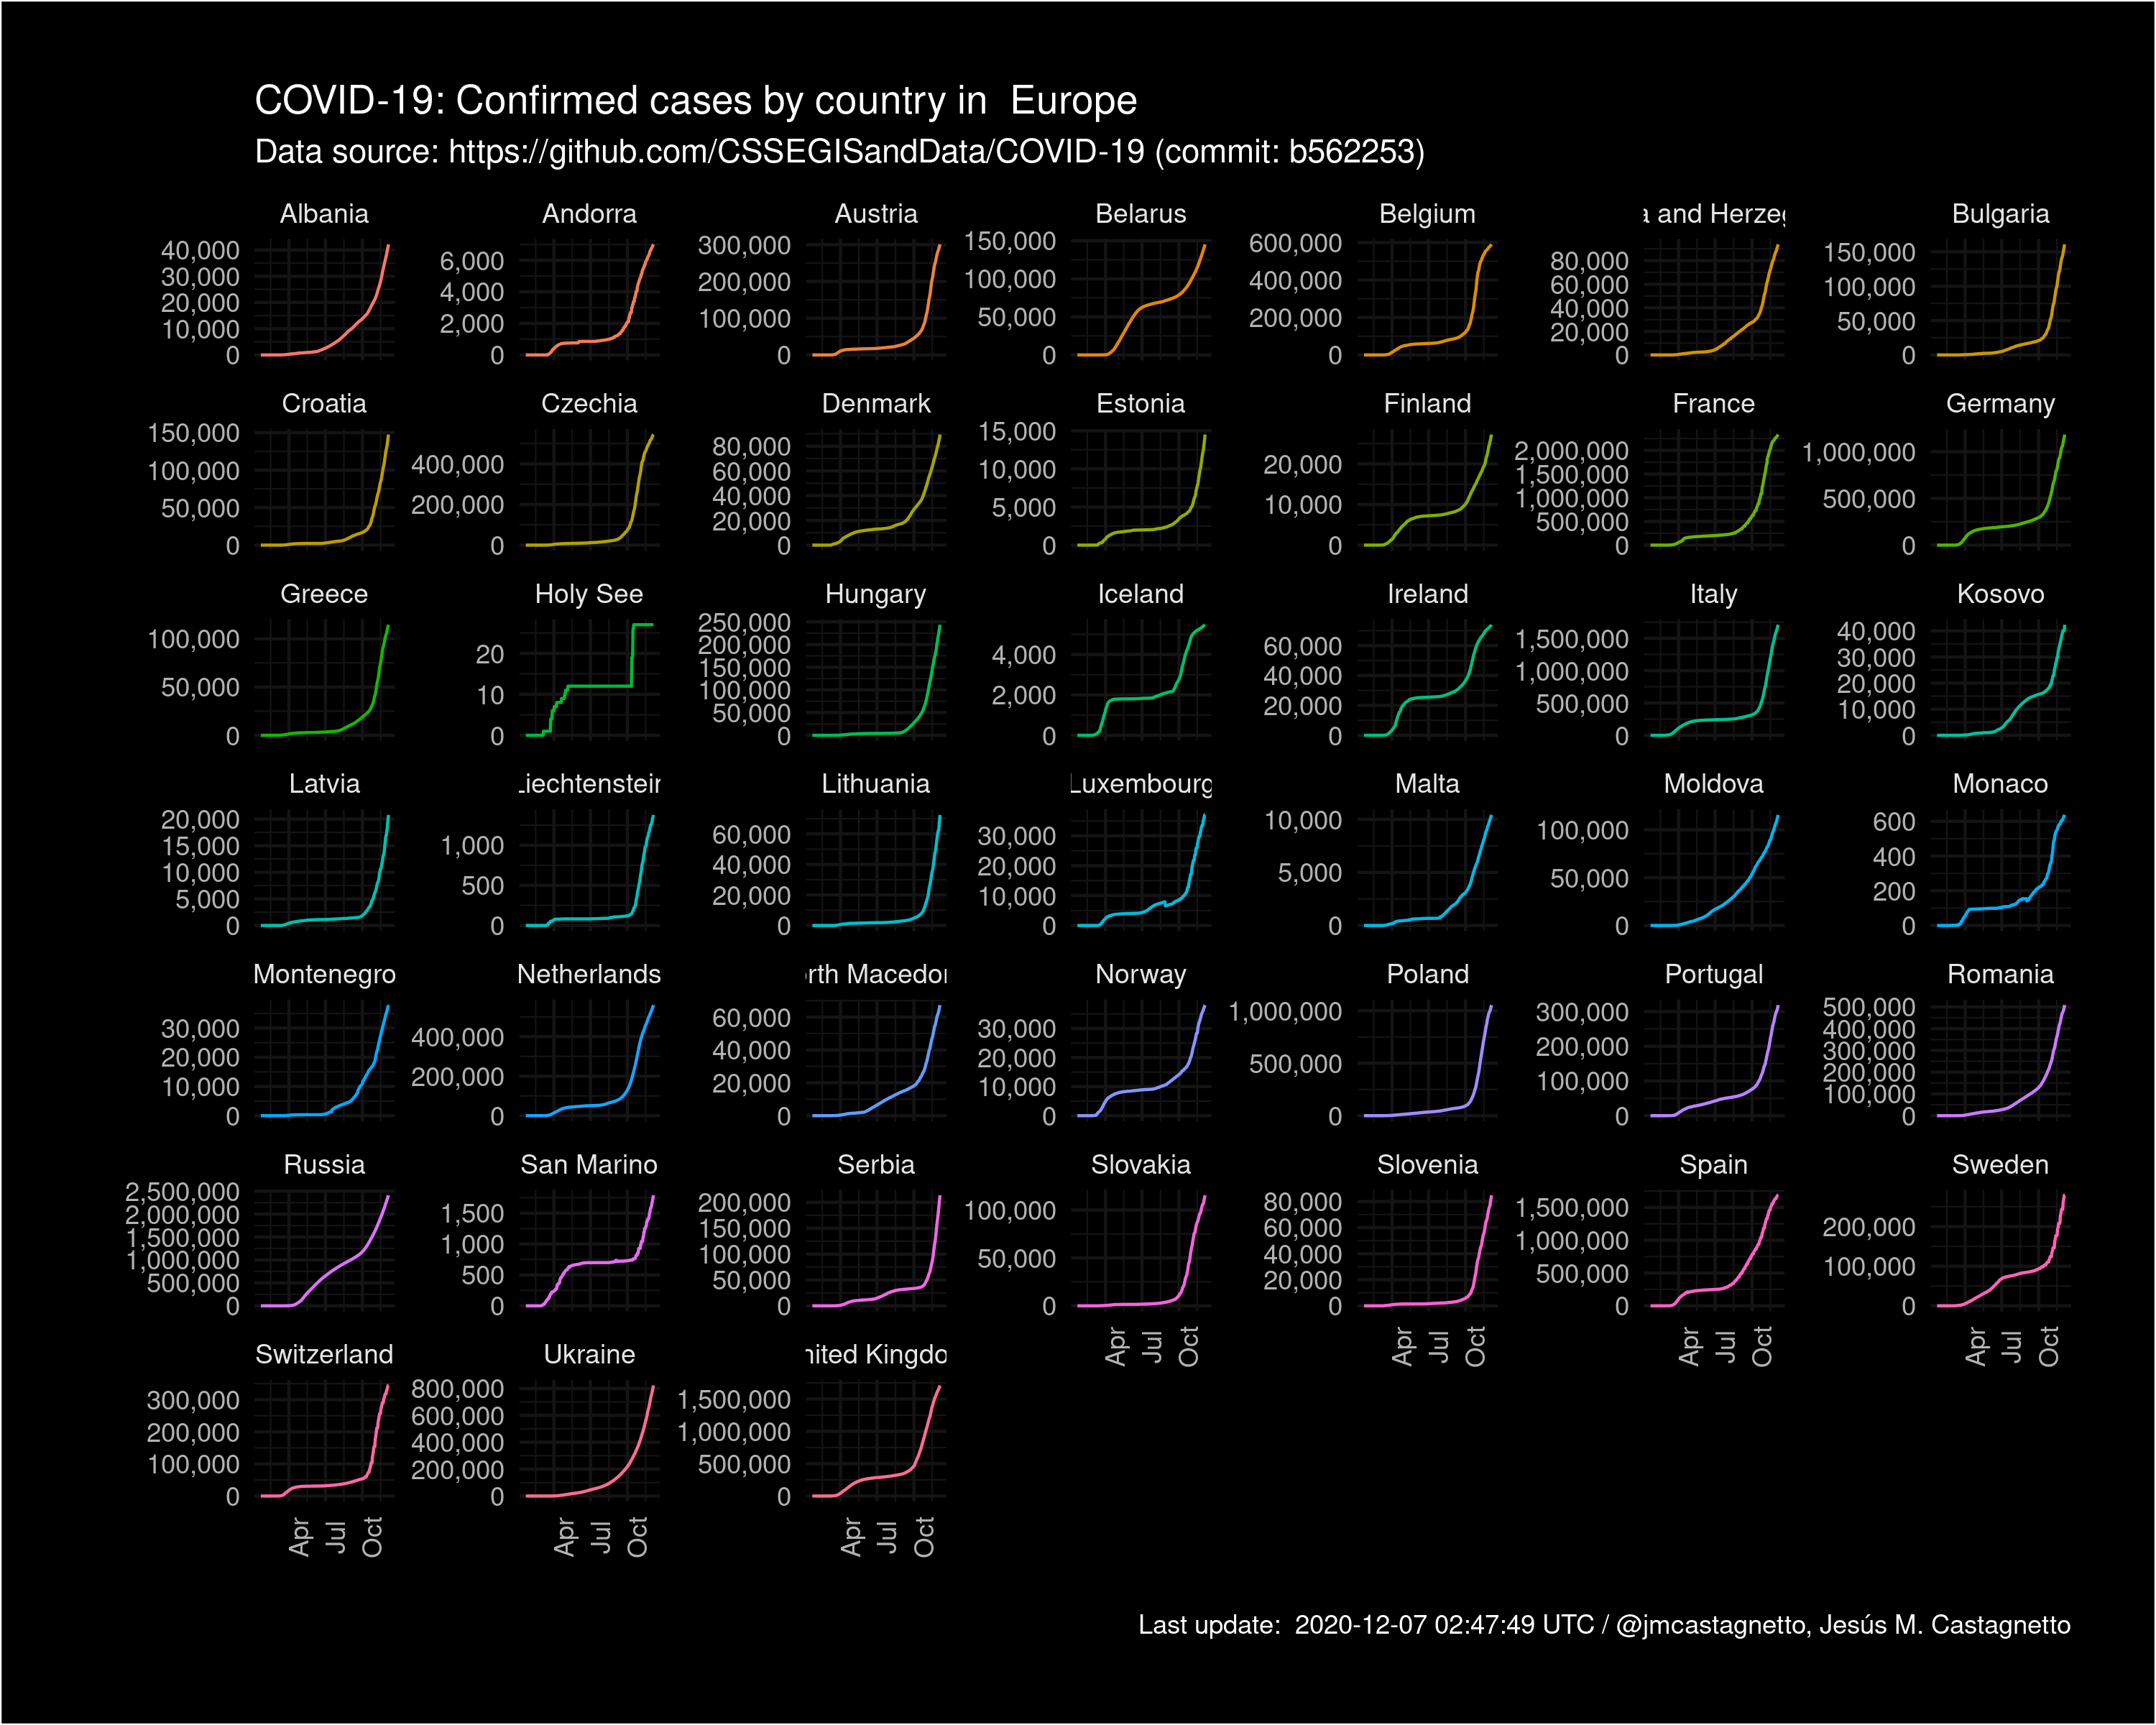 COVID-19: Confirmed cases by country in  Europe
Data source: https://github.com/CSSEGISandData/COVID-19 (commit: b562253)
Albania
40,000
30,000
20,000
10,000
0
Andorra
6,000
4,000
2,000
0
Austria
300,000
200,000
100,000
0
Belarus
150,000
100,000
50,000
0
Belgium
600,000
400,000
200,000
0
a and Herzeg
80,000
60,000
40,000
20,000
0
Bulgaria
150,000
100,000
50,000
0
Croatia
150,000
100,000
50,000
0
Czechia
400,000
200,000
0
Denmark
80,000
60,000
40,000
20,000
0
Estonia
15,000
10,000
5,000
0
Finland
20,000
10,000
0
France
2,000,000
1,500,000
1,000,000
500,000
0
Germany
1,000,000
500,000
0
Greece
100,000
50,000
0
Holy See
20
10
0
Hungary
250,000
200,000
150,000
100,000
50,000
0
Iceland
4,000
2,000
0
Ireland
60,000
40,000
20,000
0
Italy
1,500,000
1,000,000
500,000
0
Kosovo
40,000
30,000
20,000
10,000
0
Latvia
20,000
15,000
10,000
5,000
0
Liechtenstein
1,000
500
0
Lithuania
60,000
40,000
20,000
0
Luxembourg
30,000
20,000
10,000
0
Malta
10,000
5,000
0
Moldova
100,000
50,000
0
Monaco
600
400
200
0
Montenegro
30,000
20,000
10,000
0
Netherlands
400,000
200,000
0
rth Macedon
60,000
40,000
20,000
0
Norway
30,000
20,000
10,000
0
Poland
1,000,000
500,000
0
Portugal
300,000
200,000
100,000
0
Romania
500,000
400,000
300,000
200,000
100,000
0
Russia
2,500,000
2,000,000
1,500,000
1,000,000
500,000
0
San Marino
1,500
1,000
500
0
Serbia
200,000
150,000
100,000
50,000
0
Slovakia
100,000
50,000
0
Apr
Jul
Oct
Slovenia
80,000
60,000
40,000
20,000
0
Apr
Jul
Oct
Spain
1,500,000
1,000,000
500,000
0
Apr
Jul
Oct
Sweden
200,000
100,000
0
Apr
Jul
Oct
Switzerland
300,000
200,000
100,000
0
Apr
Jul
Oct
Ukraine
800,000
600,000
400,000
200,000
0
Apr
Jul
Oct
nited Kingdo
1,500,000
1,000,000
500,000
0
Apr
Jul
Oct
Last update:  2020-12-07 02:47:49 UTC / @jmcastagnetto, Jesús M. Castagnetto